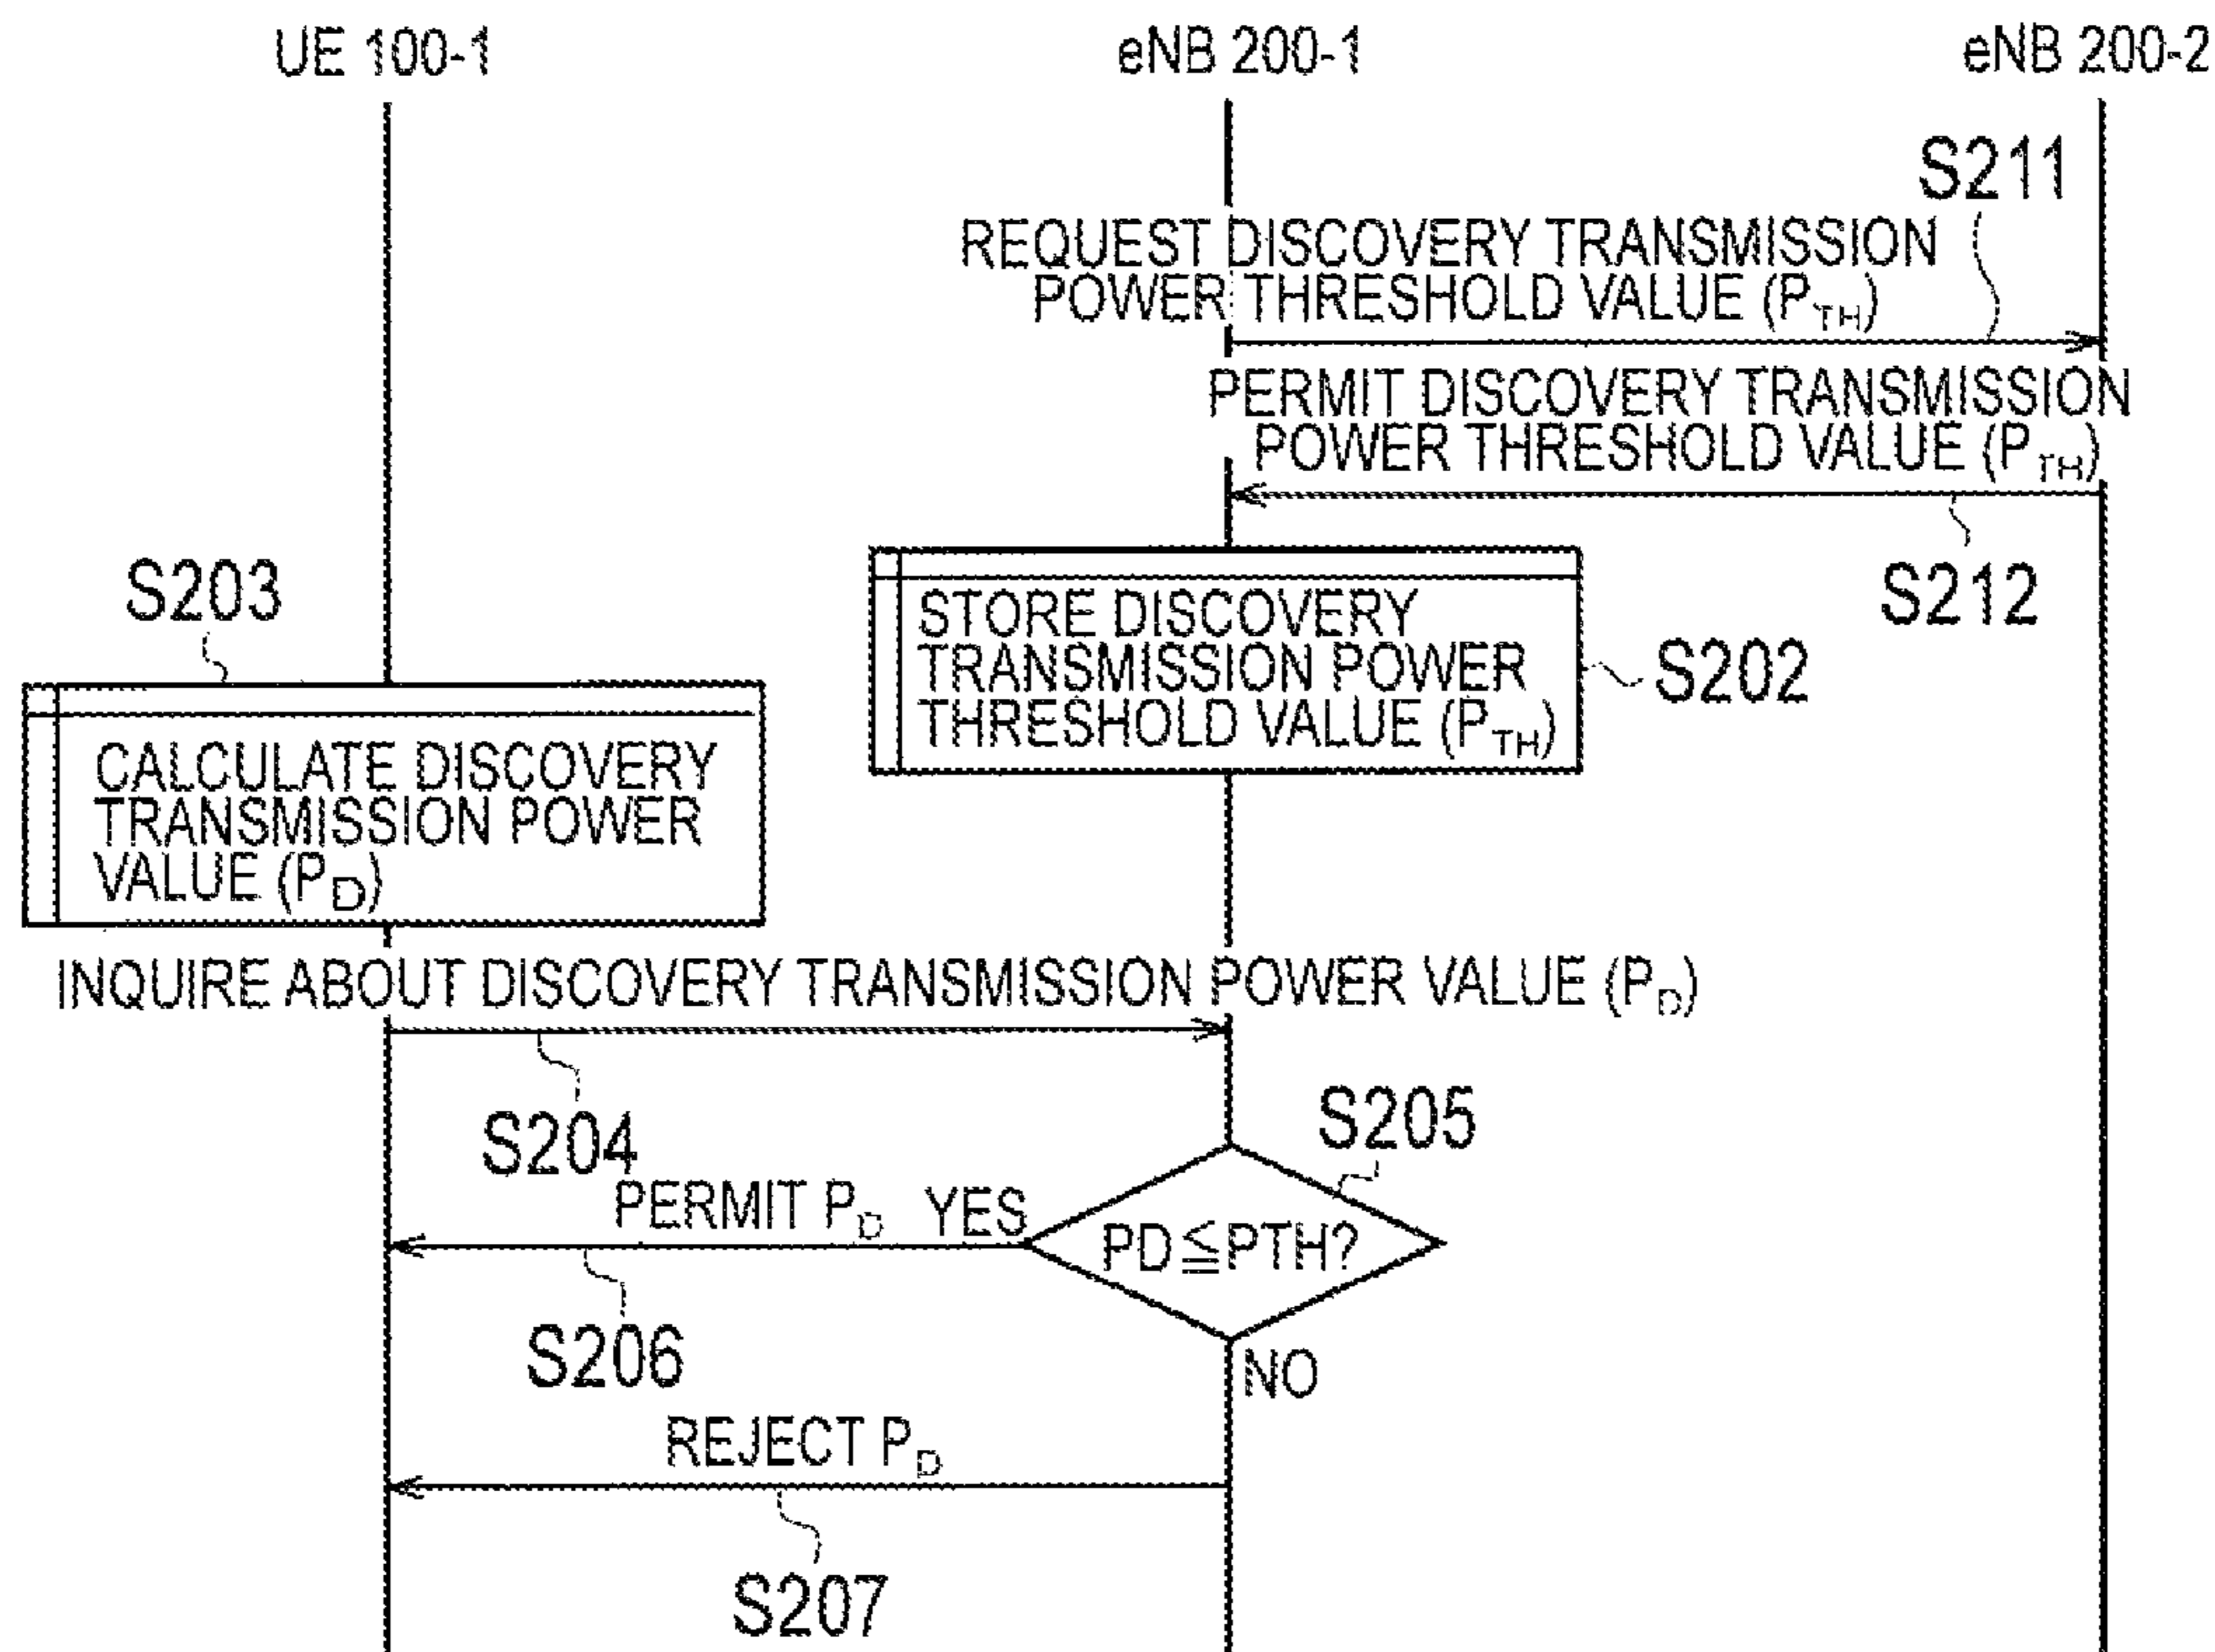 UE 100-1
eNB 200-1
eNB 200-2
S211
REQUEST DISCOVERY TRANSMISSION
POWER THRESHOLD VALUE (PTH)
PERMIT DISCOVERY TRANSMISSION
POWER THRESHOLD VALUE (PTH)
S212
S203
STORE DISCOVERY
TRANSMISSION POWER
THRESHOLD VALUE (PTH)
S202
CALCULATE DISCOVERY
TRANSMISSION POWER
VALUE (PD)
INQUIRE ABOUT DISCOVERY TRANSMISSION POWER VALUE (PD)
S204
S205
PERMIT PD
YES
PD≦PTH?
S206
NO
REJECT PD
S207